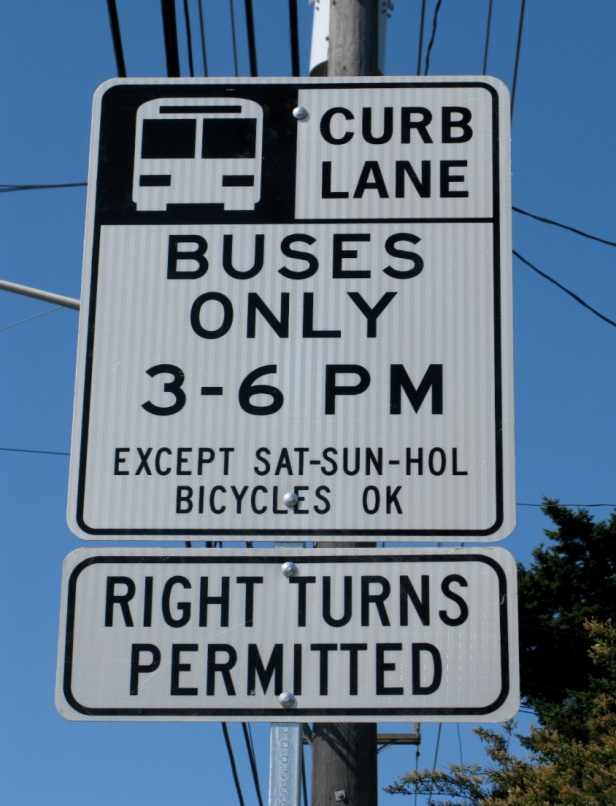 CURB
LANE
BUSES
ONLY
3-6 PM
EXCEPT SAT-SUN-HOL
BICYCLES OK
RIGHT TURNS
PERMITTED